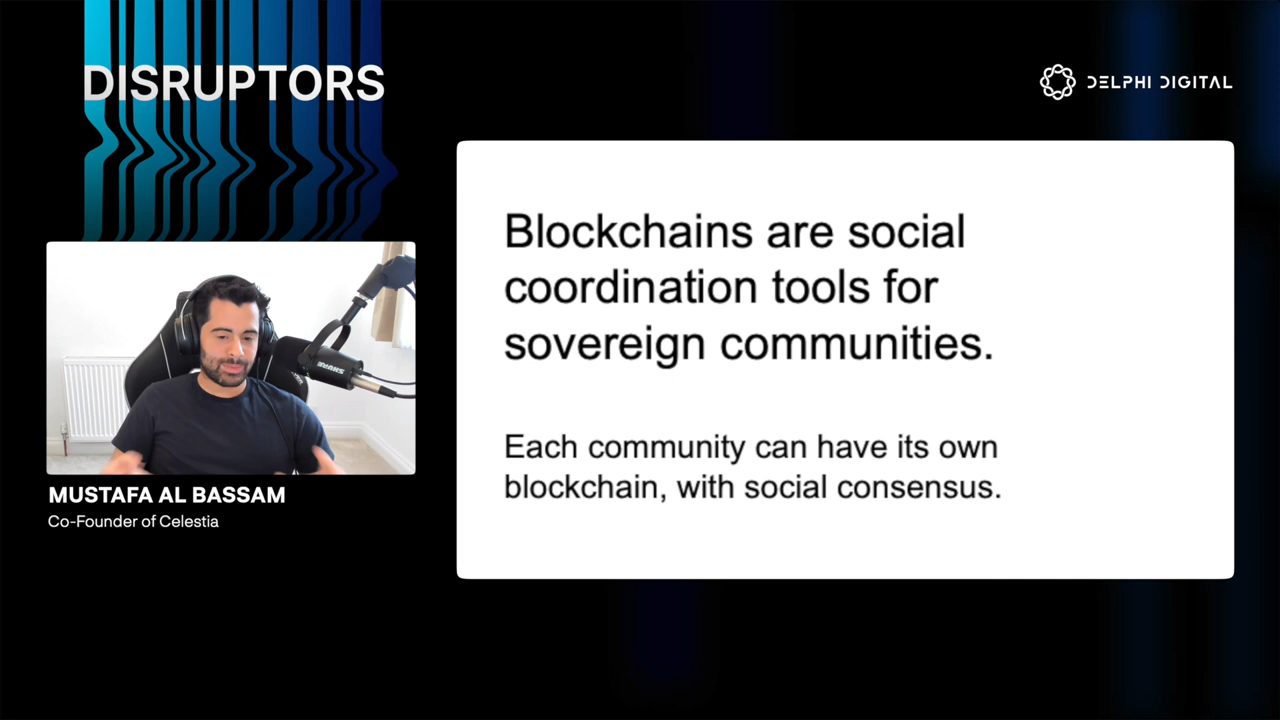 DISRUPTORS
DELPHI DIGITAL
Blockchains are social
coordination tools for
sovereign communities.
Each community can have its own
blockchain, with social consensus.
SHURE
MUSTAFA AL BASSAM
Co-Founder of Celestia